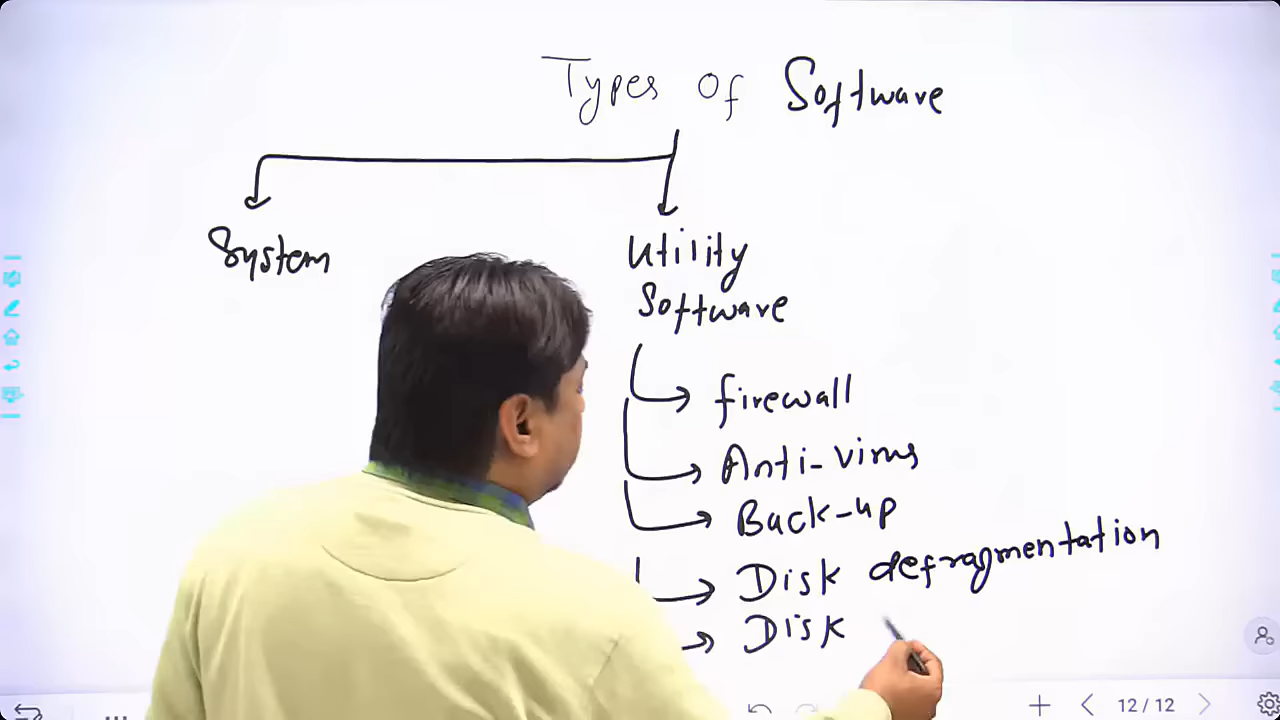 Types of Software
System
Utility
Software
firewall
Anti-virus
Back-up
Disk defragmentation
Disk
12/12